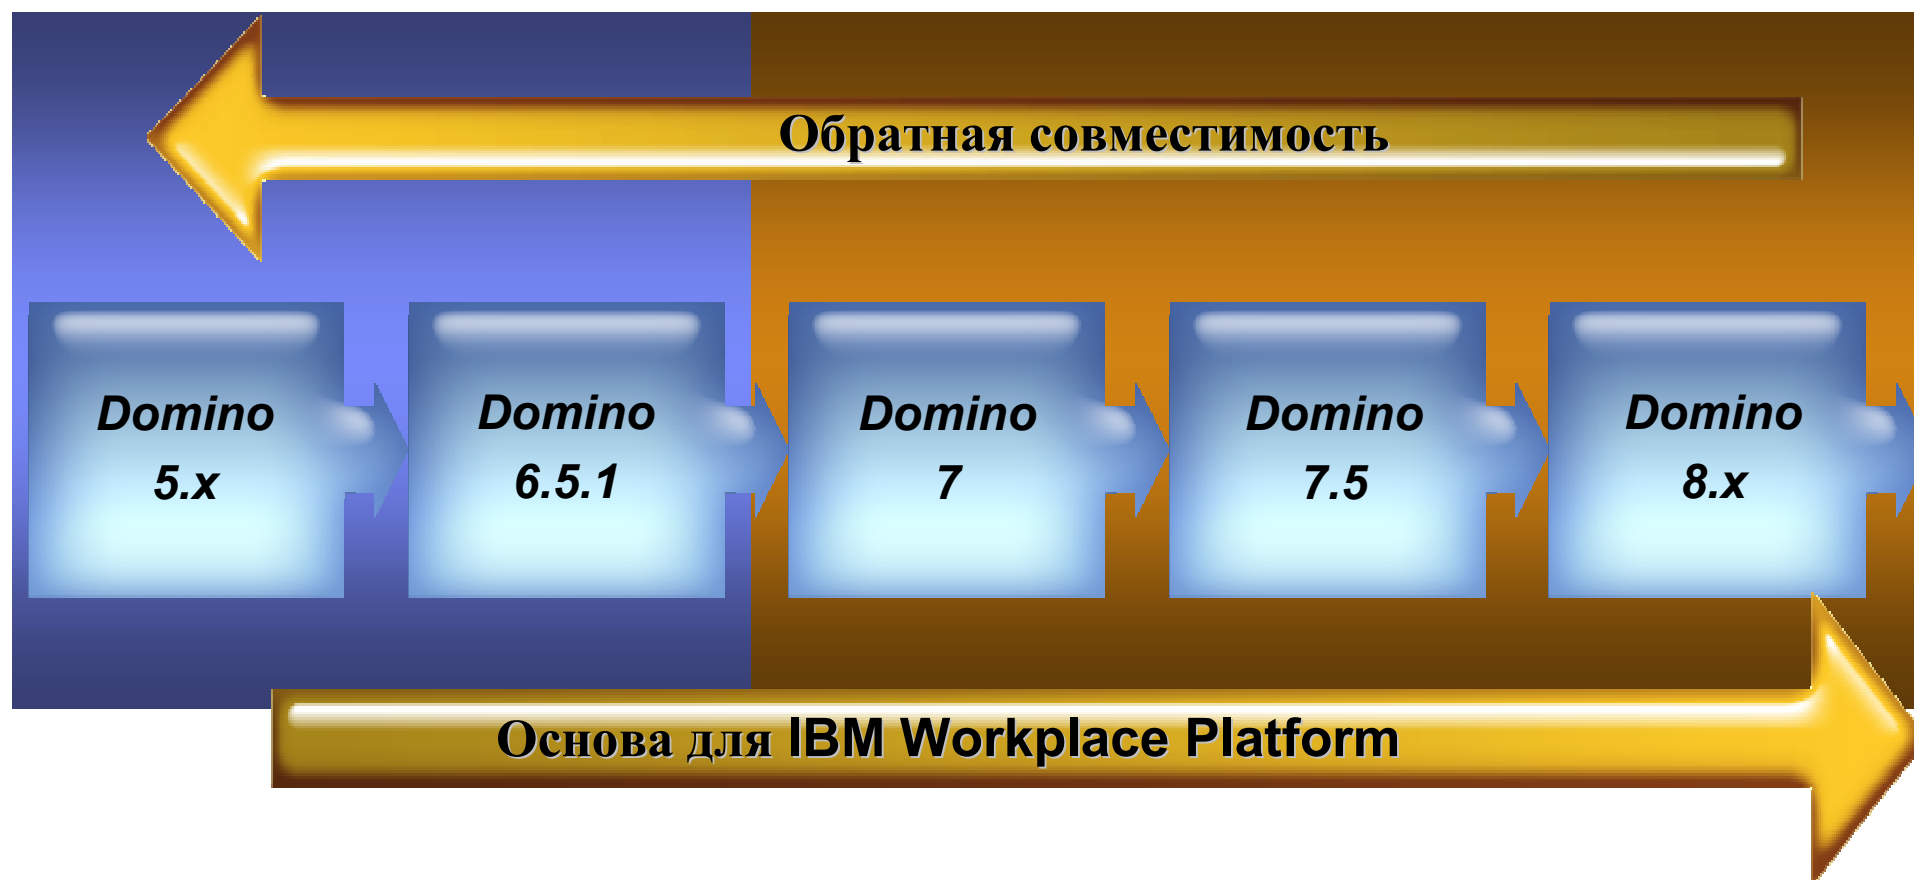 Обратная совместимость
Domino
5.x
Domino
6.5.1
Domino
7
Domino
7.5
Domino
8.x
Основа для IBM Workplace Platform